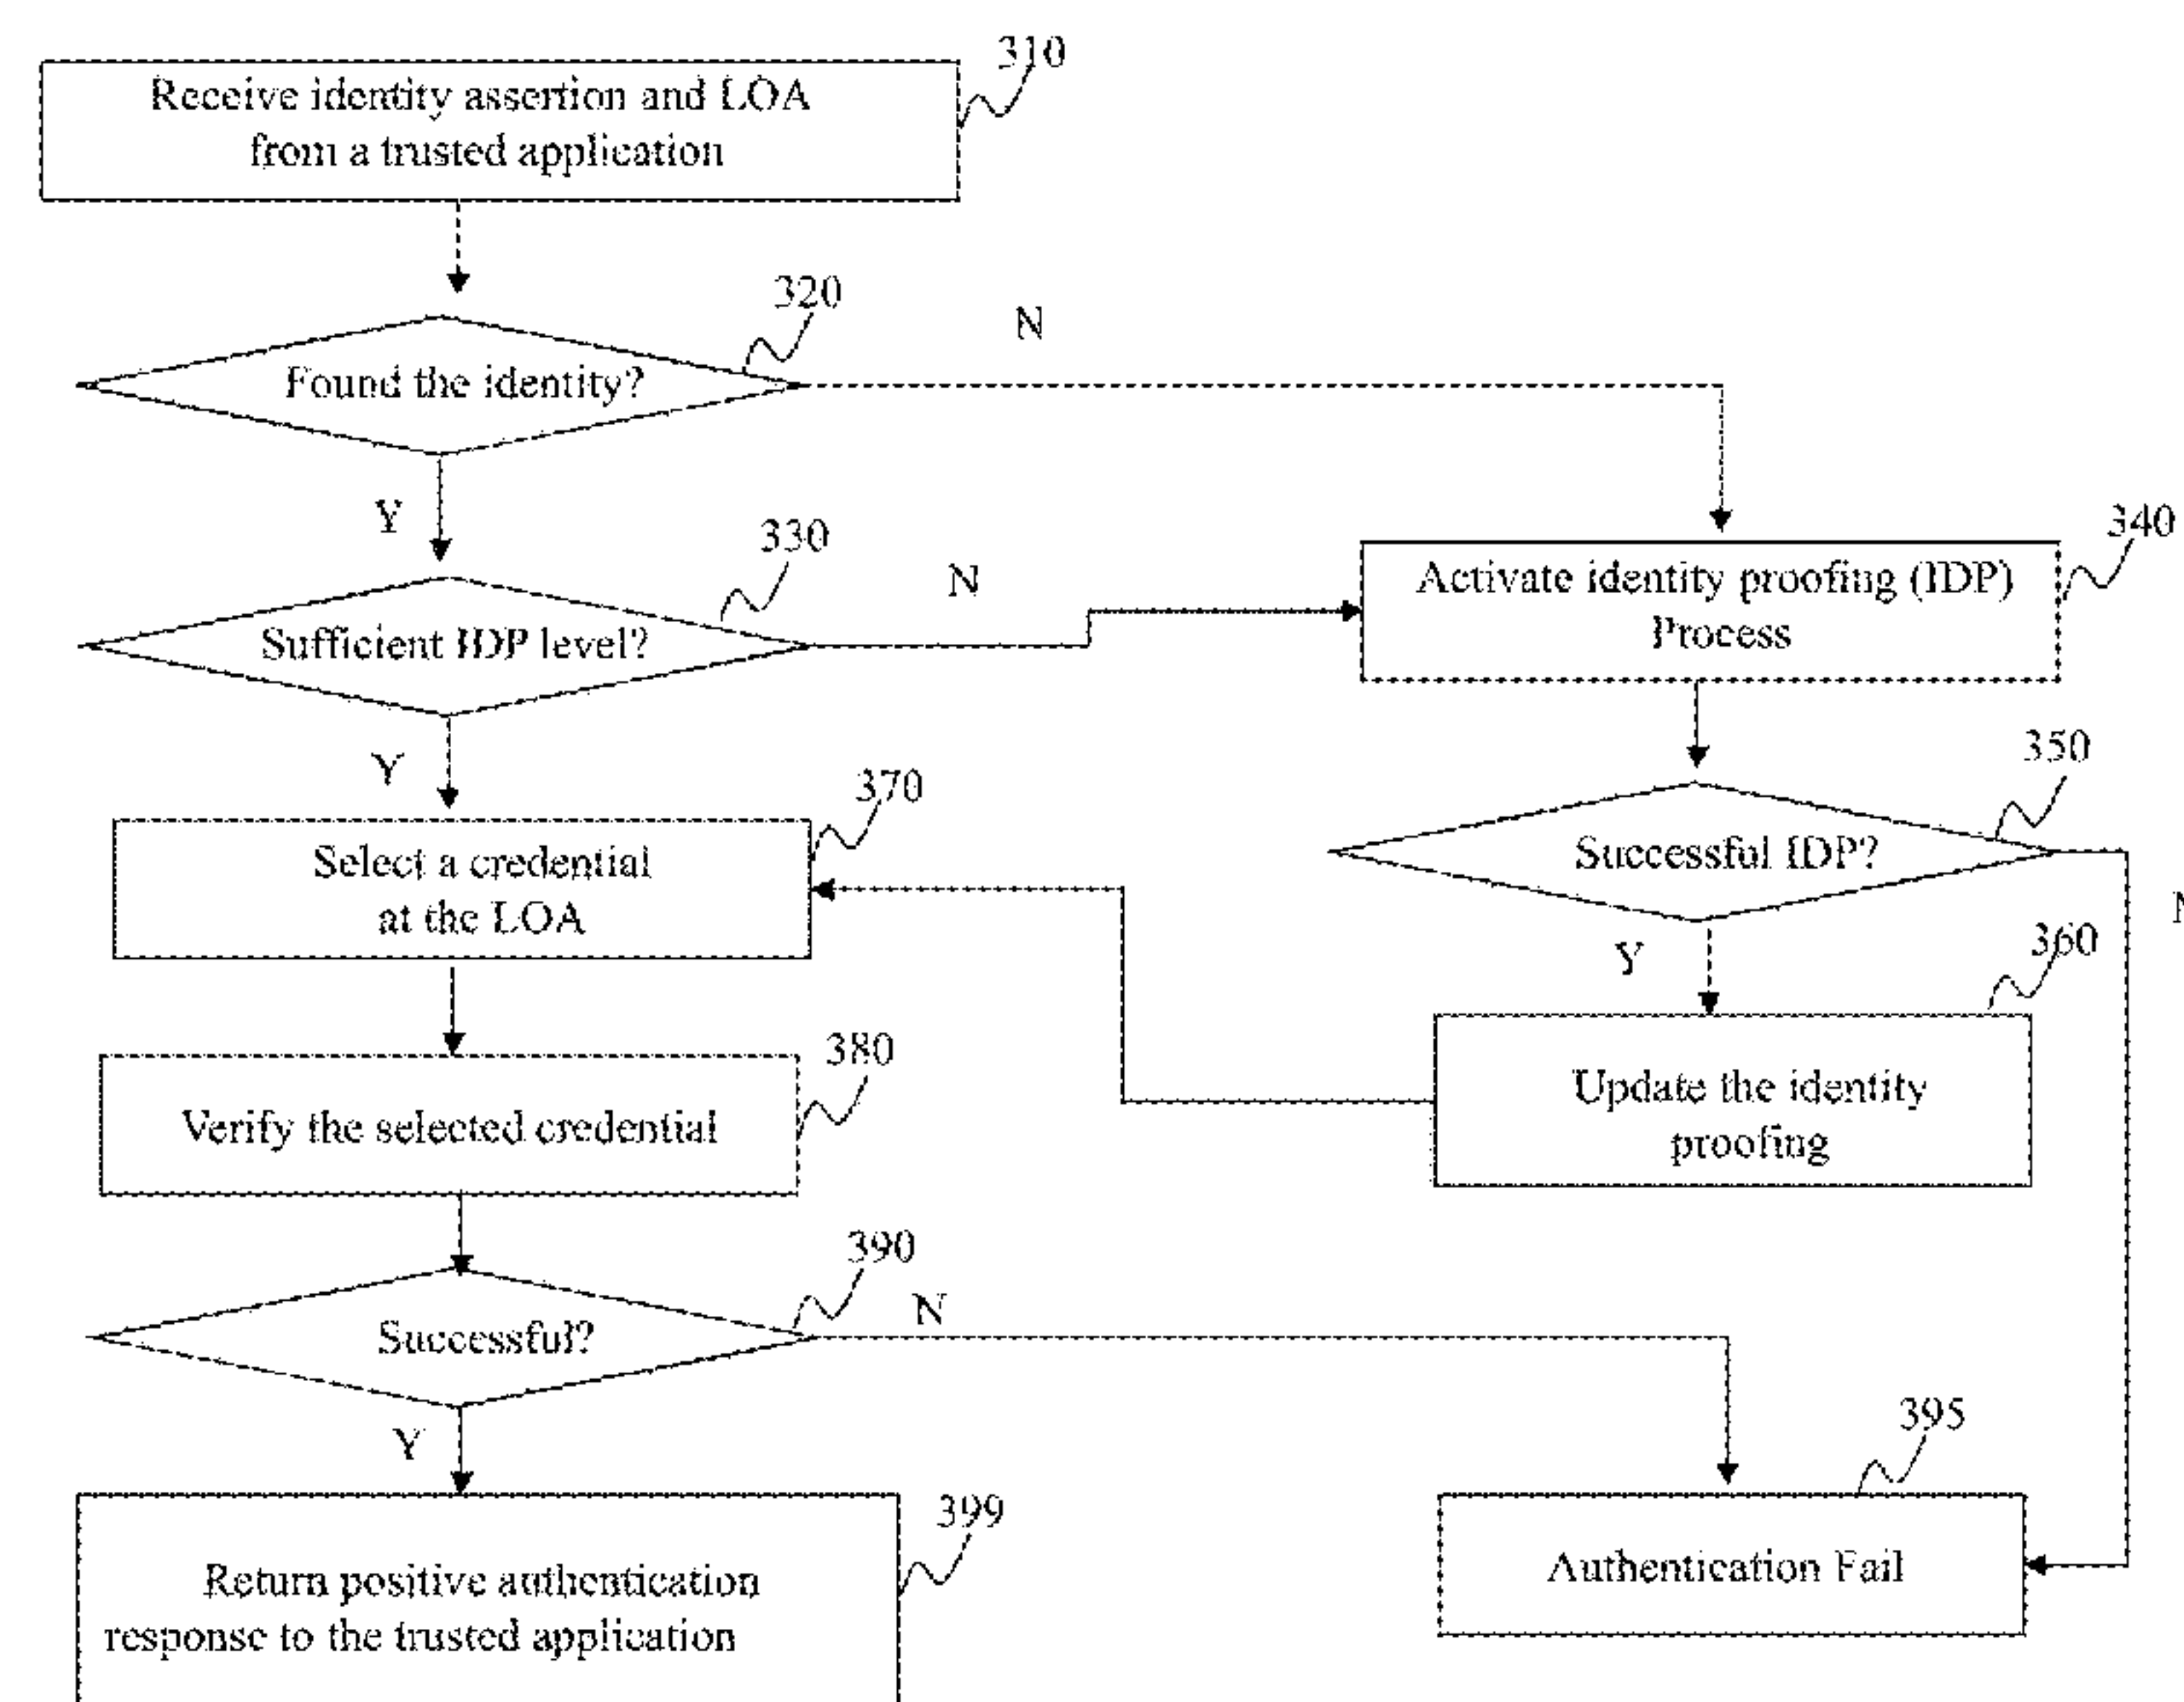 310
Receive identity assertion and LOA
from a trusted application
320
N
Found the identity?
Y
330
N
Sufficient IDP level?
340
Activate identity proofing (IDP)
Process
Y
350
370
Successful IDP?
Select a credential
at the LOA
N
Y
360
380
Update the identity
proofing
Verify the selected credential
390
N
Successful?
Y
395
399
Authentication Fail
Return positive authentication
response to the trusted application